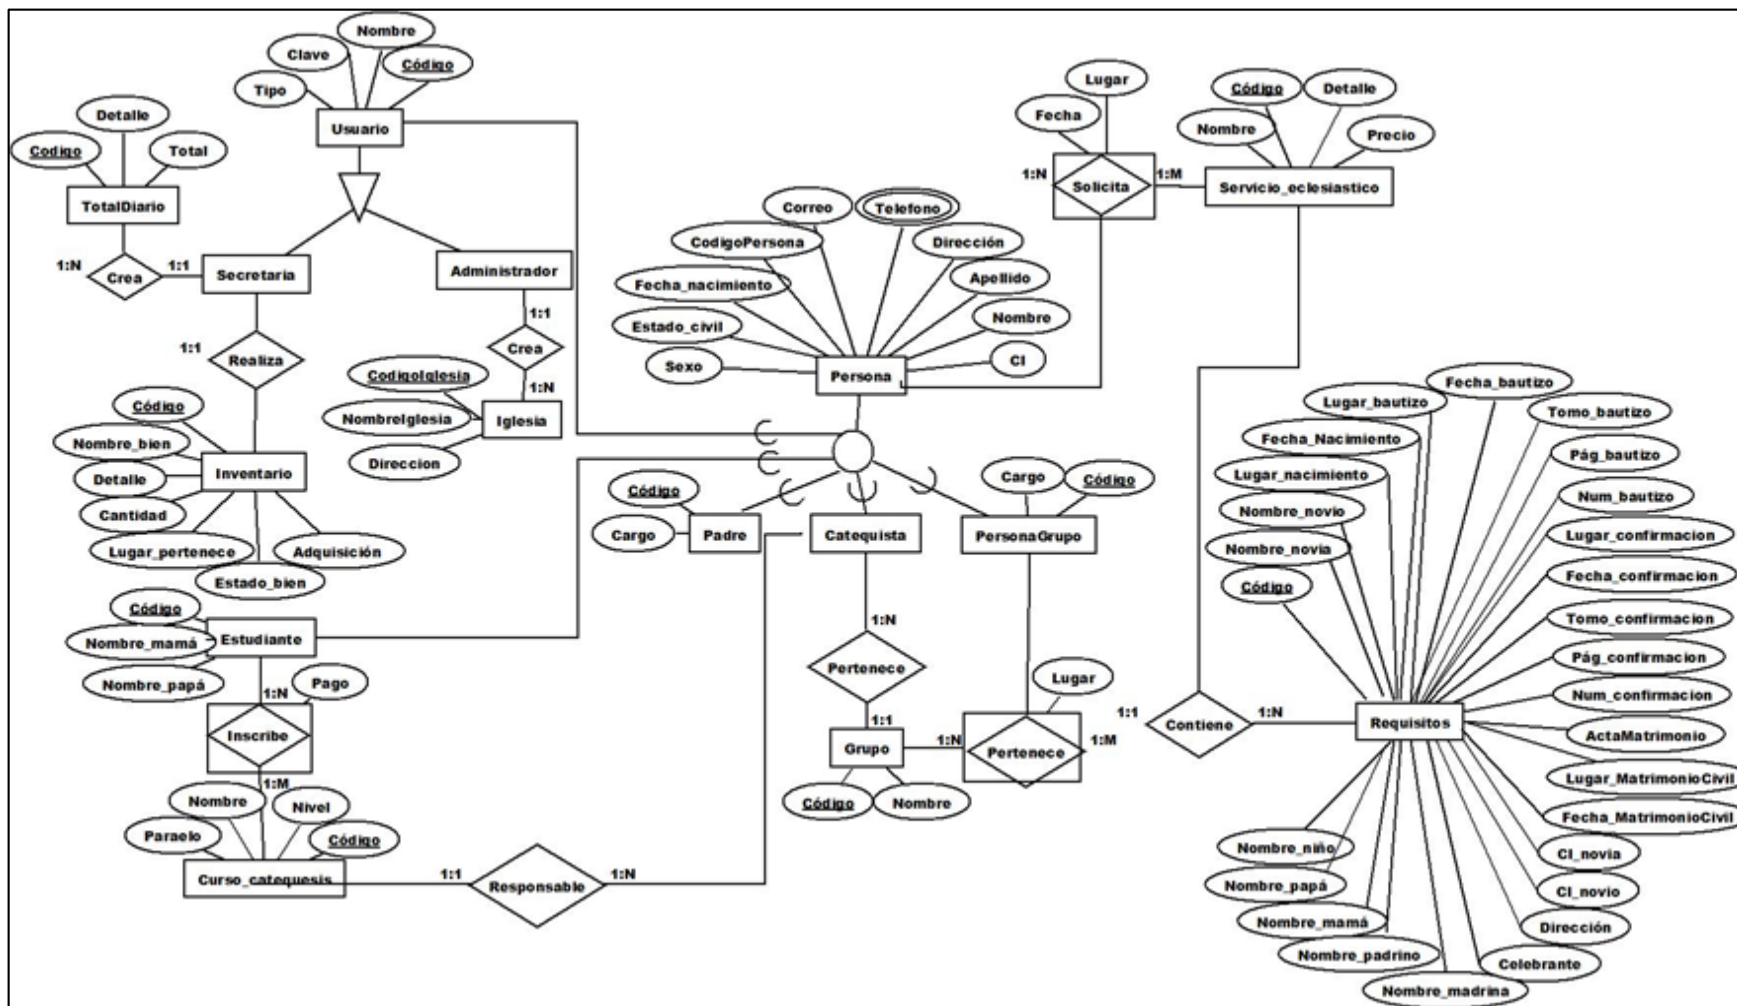 Nombre
Clave
Código
Tipo
Usuario
Detalle
Codigo
Total
TotalDiario
1:N
Crea
1:1
Secretaria
Administrador
1:1
Realiza
1:1
Crea
1:N
CodigoIglesia
NombreIglesia
Iglesia
Direccion
Código
Nombre_bien
Inventario
Detalle
Cantidad
Lugar_pertenece
Adquisición
Estado_bien
Código
Estudiante
Nombre_mamá
Nombre_papá
1:N
Pago
Inscribe
1:M
Nombre
Nivel
Paraelo
Código
Curso_catequesis
1:1
Responsable
1:N
Correo
Telefono
CodigoPersona
Dirección
Fecha_nacimiento
Apellido
Estado_civil
Nombre
Sexo
CI
Persona
Lugar
Fecha
1:N
Solicita
1:M
Código
Detalle
Nombre
Precio
Servicio_eclesiastico
Código
Cargo
Padre
Catequista
Cargo
Código
PersonaGrupo
1:N
Pertenece
1:1
Grupo
Código
Nombre
1:N
Lugar
Pertenece
1:M
1:1
Contiene
1:N
Requisitos
Fecha_bautizo
Lugar_bautizo
Tomo_bautizo
Fecha_Nacimiento
Pág_bautizo
Lugar_nacimiento
Num_bautizo
Nombre_novio
Lugar_confirmacion
Nombre_novia
Fecha_confirmacion
Código
Tomo_confirmacion
Pág_confirmacion
Num_confirmacion
ActaMatrimonio
Lugar_MatrimonioCivil
Fecha_MatrimonioCivil
Nombre_niño
CI_novia
Nombre_papá
CI_novio
Nombre_mamá
Dirección
Nombre_padrino
Celebrante
Nombre_madrina